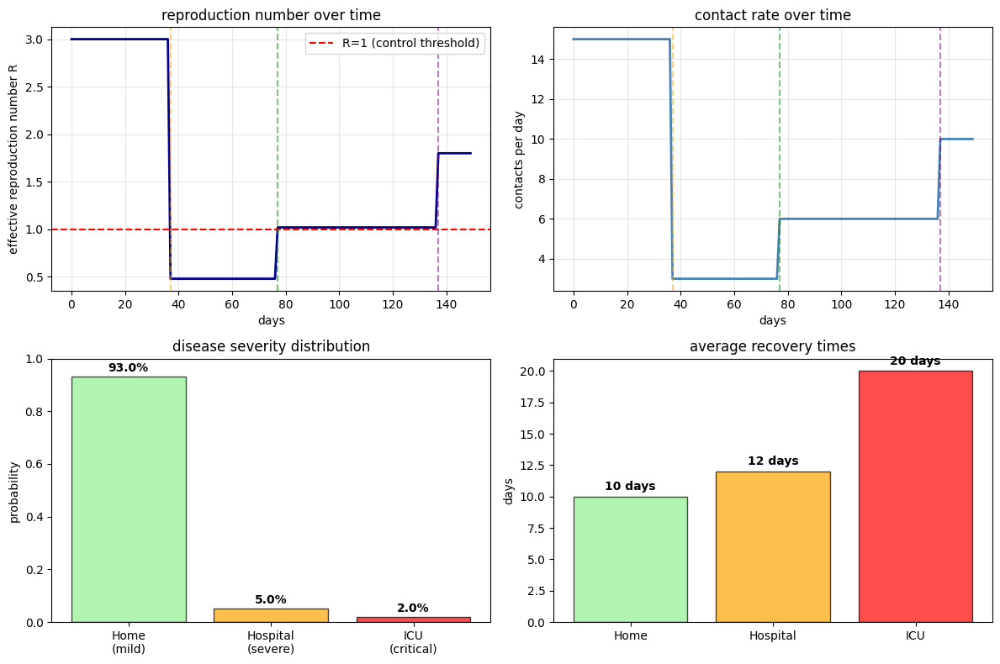 reproduction number over time
effective reproduction number R
3.0
2.5
2.0
1.5
1.0
0.5
R=1 (control threshold)
0 20 40 60 80 100 120 140
days
contact rate over time
contacts per day
14
12
10
8
6
4
0 20 40 60 80 100 120 140
days
disease severity distribution
probability
1.0
0.8
0.6
0.4
0.2
0.0
93.0%
5.0%
2.0%
Home
(mild)
Hospital
(severe)
ICU
(critical)
average recovery times
days
20.0
17.5
15.0
12.5
10.0
7.5
5.0
2.5
0.0
10 days
12 days
20 days
Home Hospital ICU